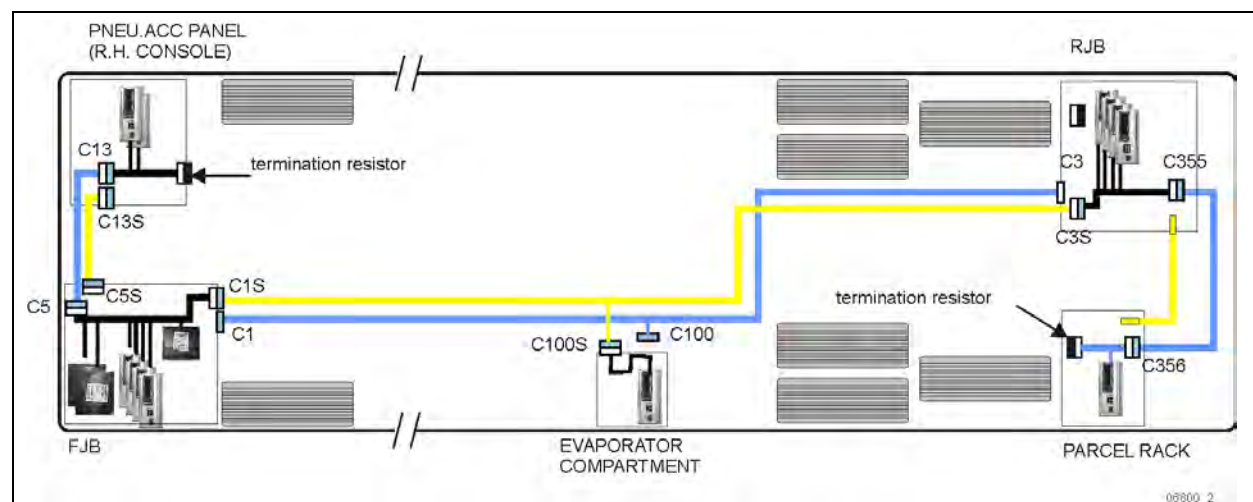 PNEU.ACC PANEL
(R.H. CONSOLE)
RJB
C13
termination resistor
C3
C355
C13S
C3S
C5
C5S
C1S
termination resistor
C1
C100S
C100
C356
FJB
EVAPORATOR
COMPARTMENT
PARCEL RACK
06800_2